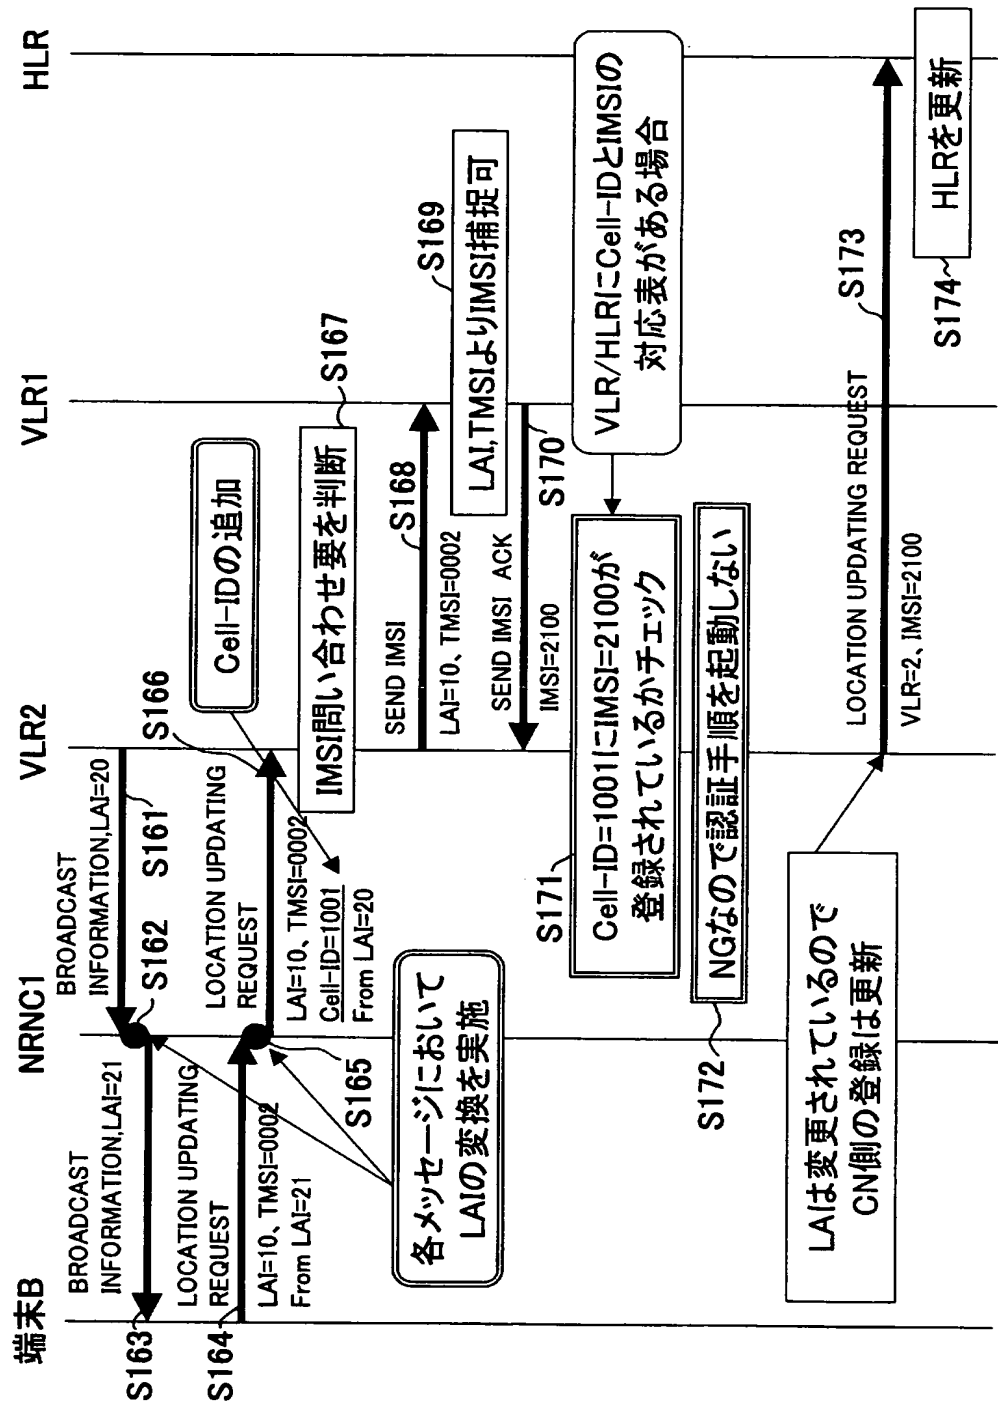 端末B
NRNC1
VLR2
VLR1
HLR
BROADCAST
INFORMATION,LAI=20
S161
S162
BROADCAST
INFORMATION,LAI=21
S163
LOCATION UPDATING
REQUEST
S164
LAI=10、TMSI=0002
From LAI=21
S165
LOCATION UPDATING
REQUEST
S166
LAI=10、TMSI=0002
Cell-ID=1001
From LAI=20
Cell-IDの追加
各メッセージにおいて
LAIの変換を実施
IMSI問い合わせ要を判断
S167
SEND IMSI
S168
LAI=10、TMSI=0002
S169
LAI,TMSIよりIMSI捕捉可
SEND IMSI ACK
S170
IMSI=2100
VLR/HLRにCell-IDとIMSIの
対応表がある場合
S171
Cell-ID=1001にIMSI=2100が
登録されているかチェック
S172
NGなので認証手順を起動しない
LAIは変更されているので
CN側の登録は更新
LOCATION UPDATING REQUEST
S173
VLR=2、IMSI=2100
S174
HLRを更新